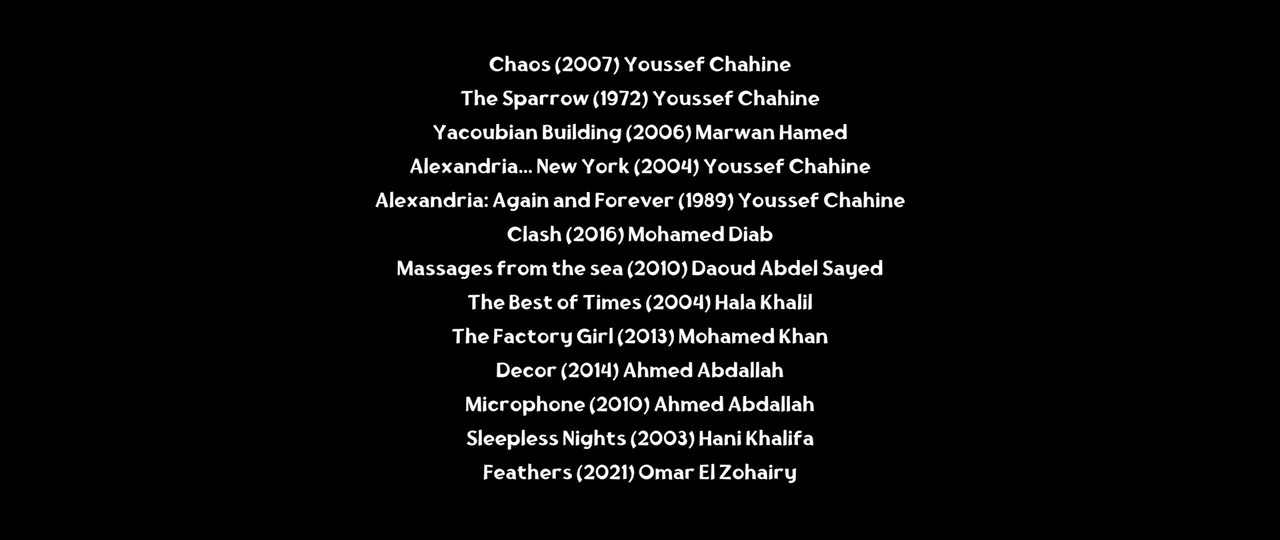 Chaos (2007) Youssef Chahine
The Sparrow (1972) Youssef Chahine
Yacoubian Building (2006) Marwan Hamed
Alexandria... New York (2004) Youssef Chahine
Alexandria: Again and Forever (1989) Youssef Chahine
Clash (2016) Mohamed Diab
Massages from the sea (2010) Daoud Abdel Sayed
The Best of Times (2004) Hala Khalil
The Factory Girl (2013) Mohamed Khan
Decor (2014) Ahmed Abdallah
Microphone (2010) Ahmed Abdallah
Sleepless Nights (2003) Hani Khalifa
Feathers (2021) Omar El Zohairy